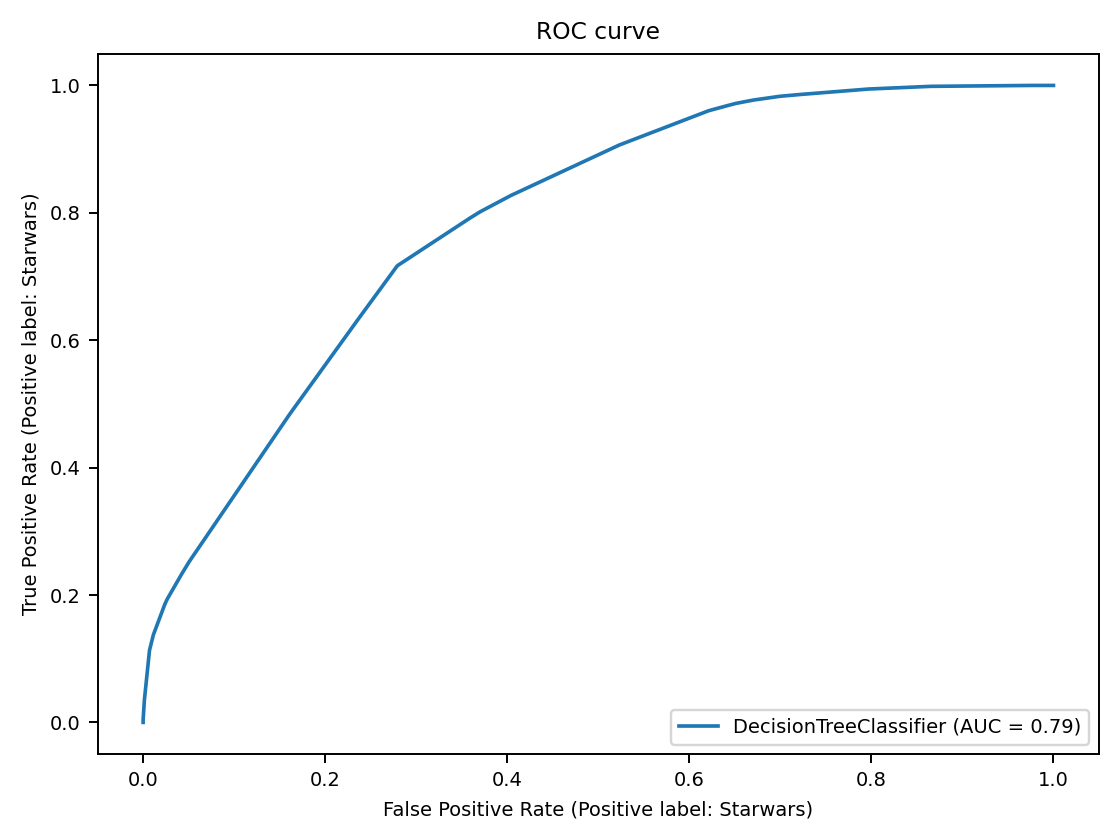 ROC curve
True Positive Rate (Positive label: Starwars)
1.0
0.8
0.6
0.4
0.2
0.0
0.0 0.2 0.4 0.6 0.8 1.0
False Positive Rate (Positive label: Starwars)
DecisionTreeClassifier (AUC = 0.79)